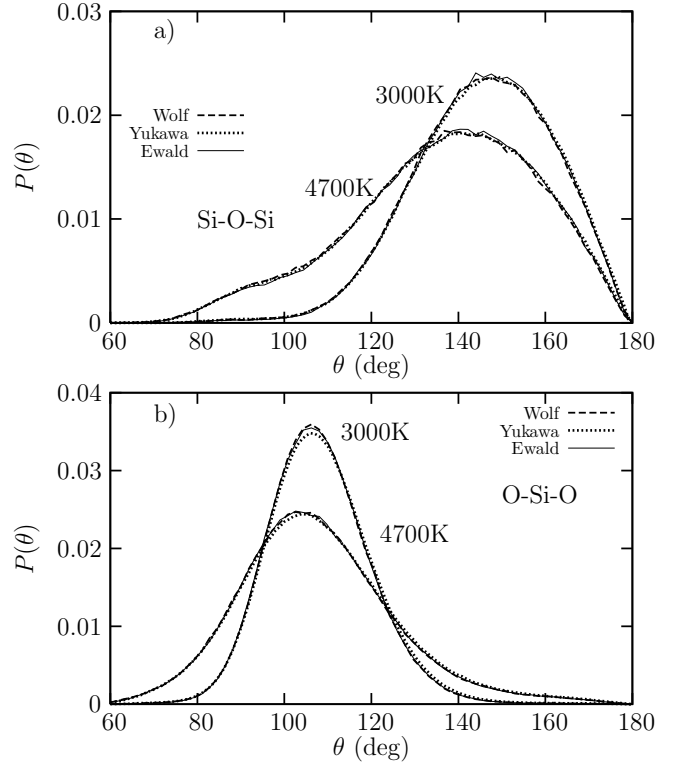 0.03
0.02
0.01
0
P(θ)
a)
3000K
Wolf
Yukawa
Ewald
4700K
Si-O-Si
60 80 100 120 140 160 180
θ (deg)
0.04
0.03
0.02
0.01
0
P(θ)
b)
3000K
Wolf
Yukawa
Ewald
O-Si-O
4700K
60 80 100 120 140 160 180
θ (deg)